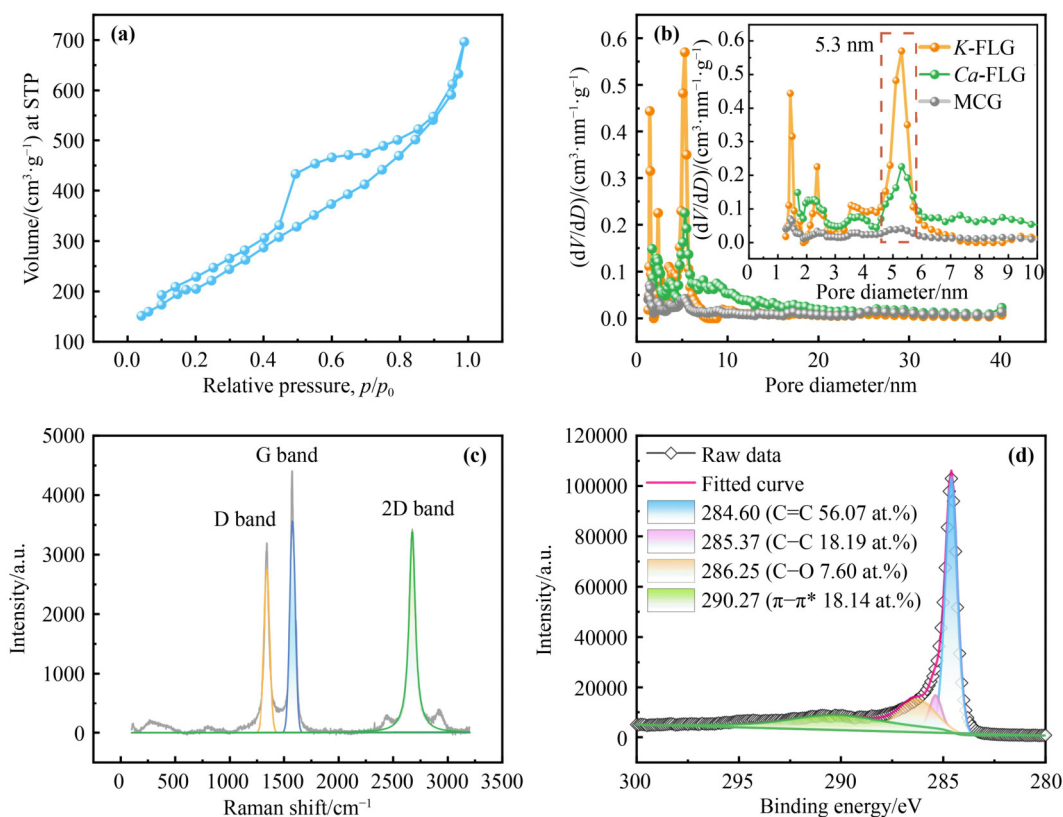 (a)
700
600
500
400
300
200
100
Volume/(cm³·g⁻¹) at STP
0.0 0.2 0.4 0.6 0.8 1.0
Relative pressure, p/p₀
(b)
0.6
0.5
0.4
0.3
0.2
0.1
0.0
(dV/dD)/(cm³·nm⁻¹·g⁻¹)
0 10 20 30 40 50
Pore diameter/nm
5.3 nm
K-FLG
Ca-FLG
MCG
0.6
0.5
0.4
0.3
0.2
0.1
0.0
(dV/dD)/(cm³·nm⁻¹·g⁻¹)
0 1 2 3 4 5 6 7 8 9 10
Pore diameter/nm
(c)
5000
4000
3000
2000
1000
0
Intensity/a.u.
G band
D band
2D band
0 500 1000 1500 2000 2500 3000 3500
Raman shift/cm⁻¹
(d)
120000
100000
80000
60000
40000
20000
0
Intensity/a.u.
Raw data
Fitted curve
284.60 (C=C 56.07 at.%)
285.37 (C−C 18.19 at.%)
286.25 (C−O 7.60 at.%)
290.27 (π−π* 18.14 at.%)
300 295 290 285 280
Binding energy/eV